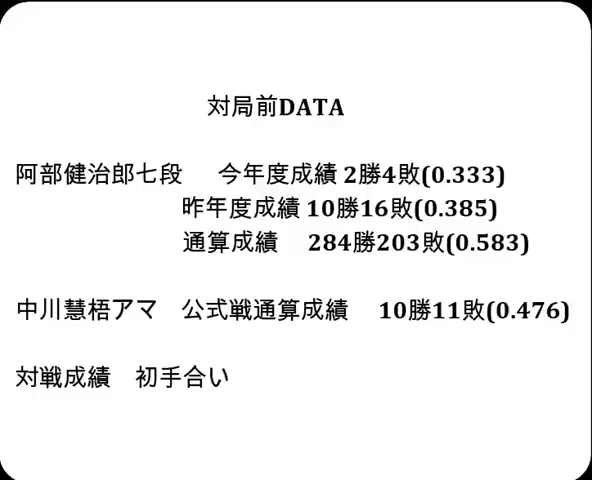 対局前DATA
阿部健治郎七段 今年度成績 2勝4敗(0.333)
昨年度成績 10勝16敗(0.385)
通算成績 284勝203敗(0.583)
中川慧梧アマ 公式戦通算成績 10勝11敗(0.476)
対戦成績 初手合い